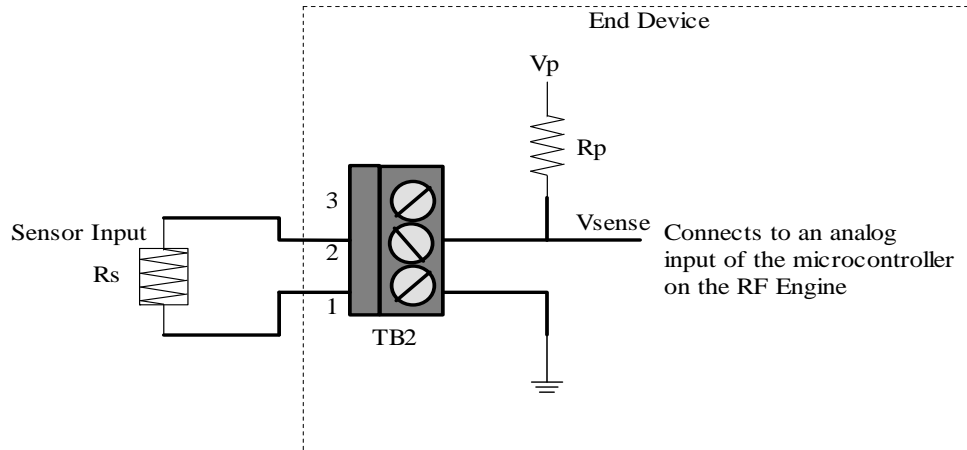 End Device
Vp
Rp
3
Sensor Input
Vsense
2
Rs
Connects to an analog
input of the microcontroller
on the RF Engine
1
TB2